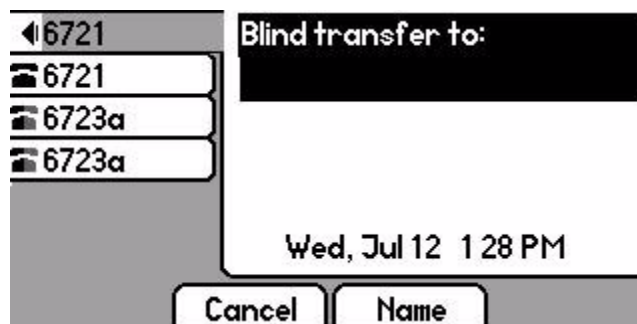 6721
6721
6723a
6723a
Blind transfer to:
Wed, Jul 12 1 28 PM
Cancel
Name